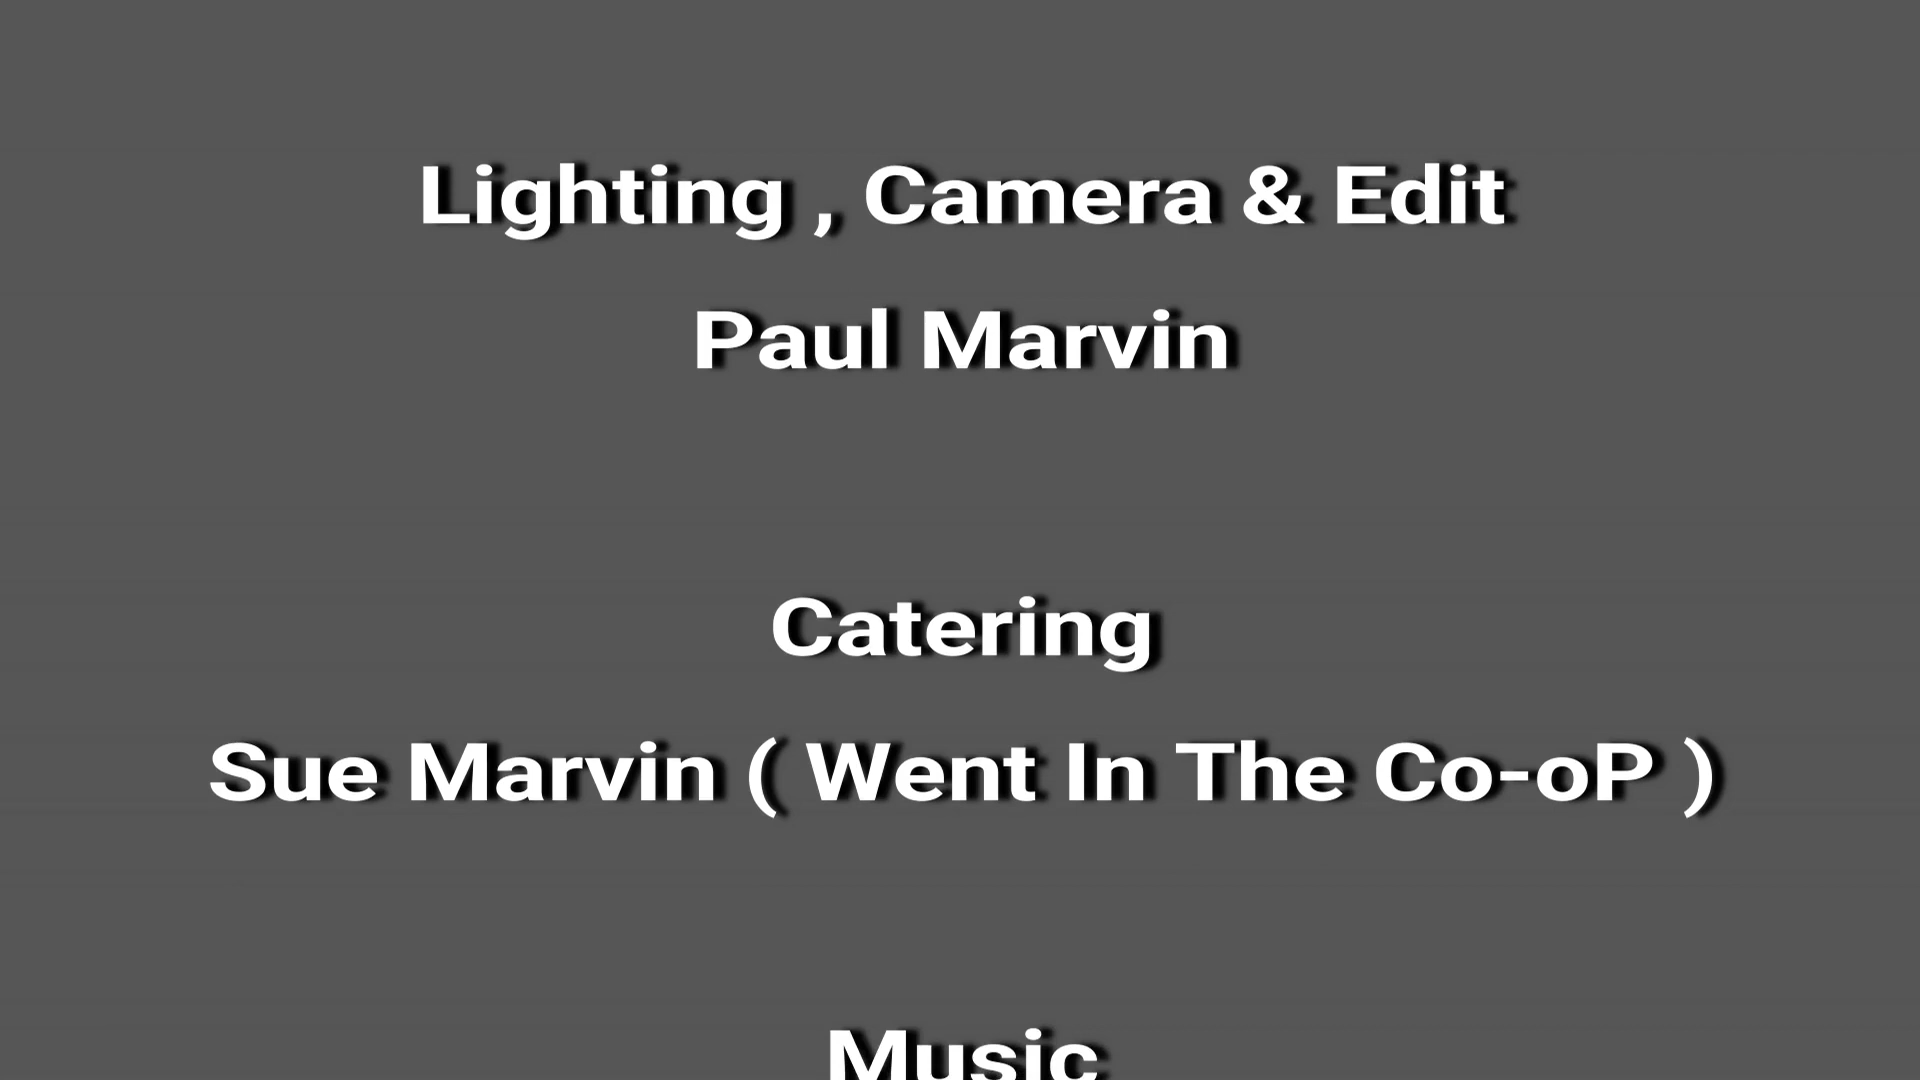 Lighting , Camera & Edit
Paul Marvin
Catering
Sue Marvin ( Went In The Co-oP )
Music